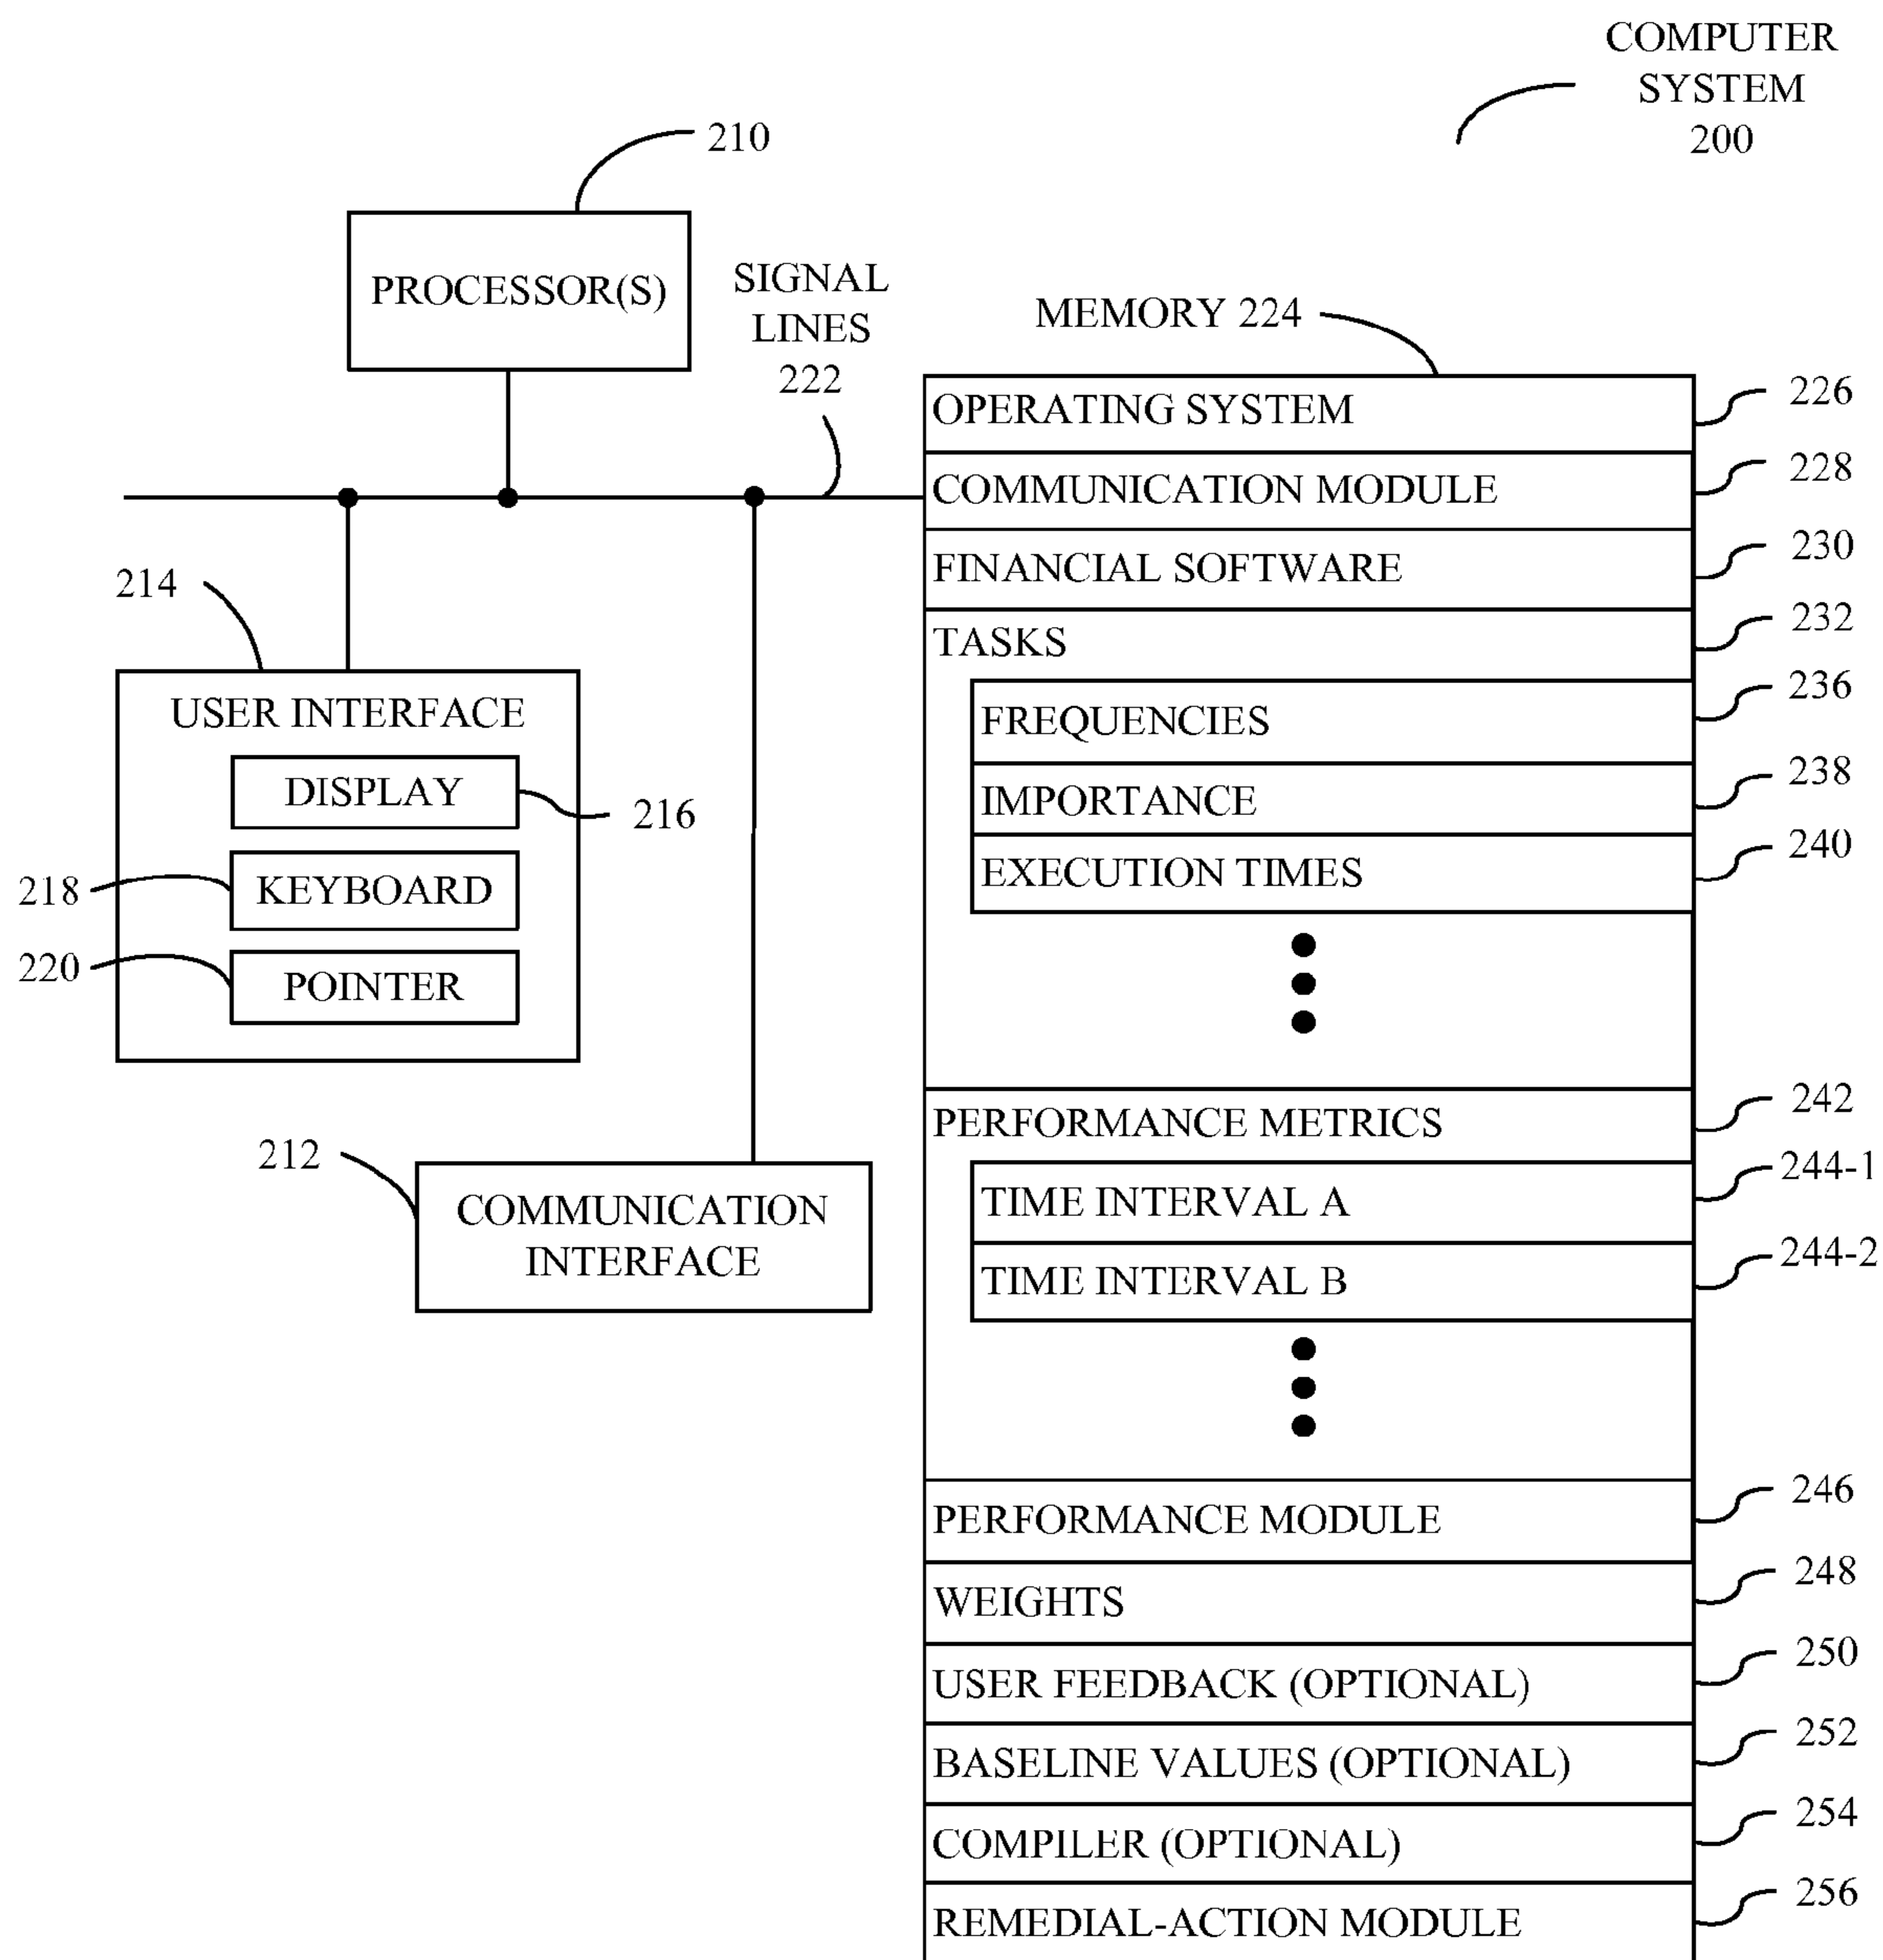 COMPUTER
SYSTEM
200
210
PROCESSOR(S)
SIGNAL
LINES
222
MEMORY 224
OPERATING SYSTEM
226
COMMUNICATION MODULE
228
FINANCIAL SOFTWARE
230
TASKS
232
FREQUENCIES
236
IMPORTANCE
238
EXECUTION TIMES
240
214
USER INTERFACE
DISPLAY
216
218
KEYBOARD
220
POINTER
212
COMMUNICATION
INTERFACE
PERFORMANCE METRICS
242
TIME INTERVAL A
244-1
TIME INTERVAL B
244-2
PERFORMANCE MODULE
246
WEIGHTS
248
USER FEEDBACK (OPTIONAL)
250
BASELINE VALUES (OPTIONAL)
252
COMPILER (OPTIONAL)
254
REMEDIAL-ACTION MODULE
256